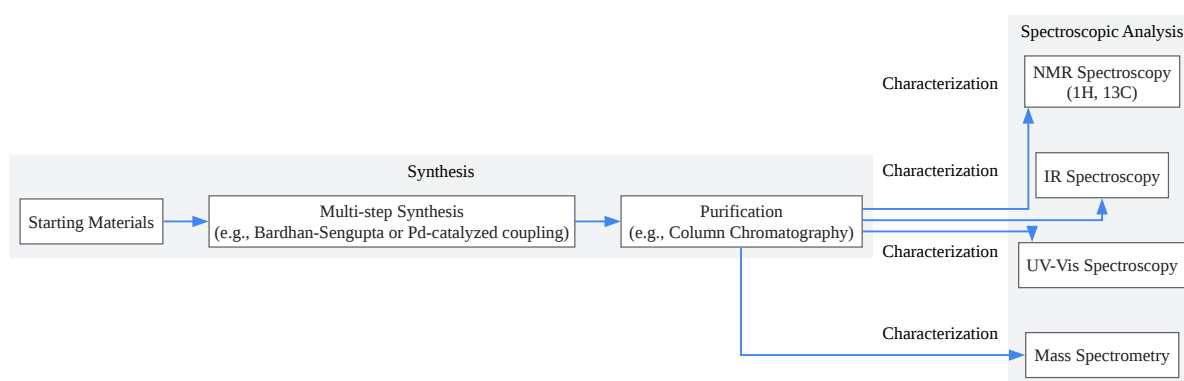 Spectroscopic Analysis
Characterization
NMR Spectroscopy
(1H, 13C)
Synthesis
Characterization
IR Spectroscopy
Starting Materials
Multi-step Synthesis
(e.g., Bardhan-Sengupta or Pd-catalyzed coupling)
Purification
(e.g., Column Chromatography)
Characterization
UV-Vis Spectroscopy
Characterization
Mass Spectrometry